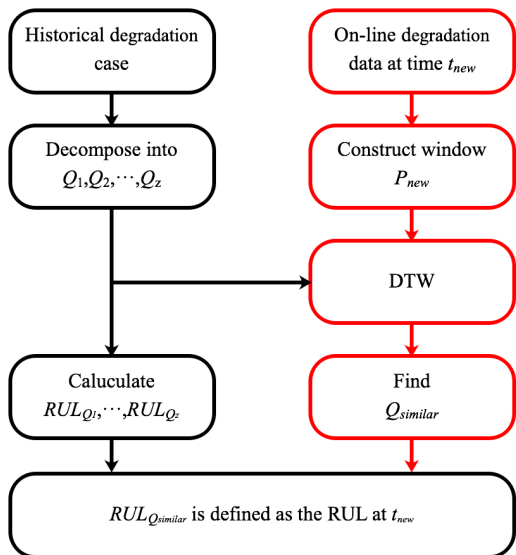 Historical degradation
case
On-line degradation
data at time t_new
Decompose into
Q_1,Q_2,⋯,Q_z
Construct window
P_new
DTW
Caluculate
RUL_Q1,⋯,RUL_Qz
Find
Q_similar
RUL_Qsimilar is defined as the RUL at t_new